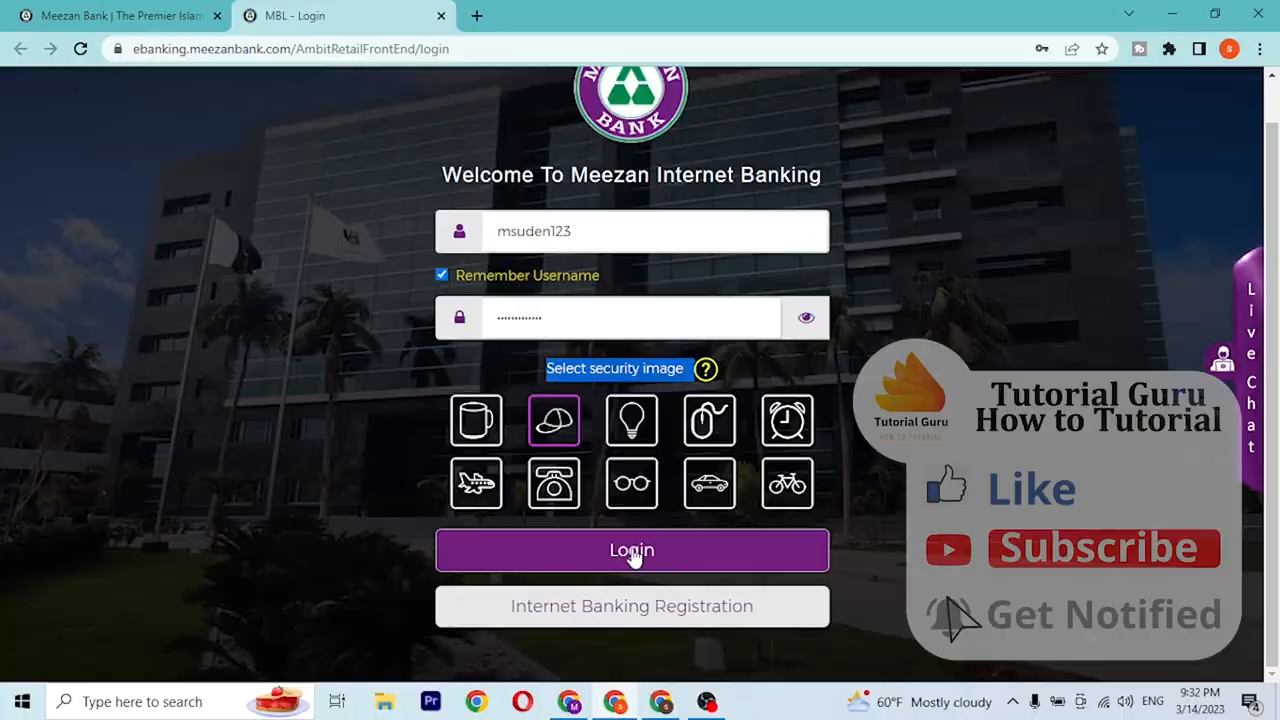 Meezan Bank | The Premier Islam
MBL - Login
ebanking.meezanbank.com/AmbitRetailFrontEnd/login
S
BANK
Welcome To Meezan Internet Banking
msuden123
Remember Username
Select security image ?
Login
Internet Banking Registration
Live Chat
Tutorial Guru
HOW TO TUTORIAL
Tutorial Guru
How to Tutorial
Like
Subscribe
Get Notified
Type here to search
Pr
M
S
S
60°F Mostly cloudy
ENG
9:32 PM
3/14/2023
4